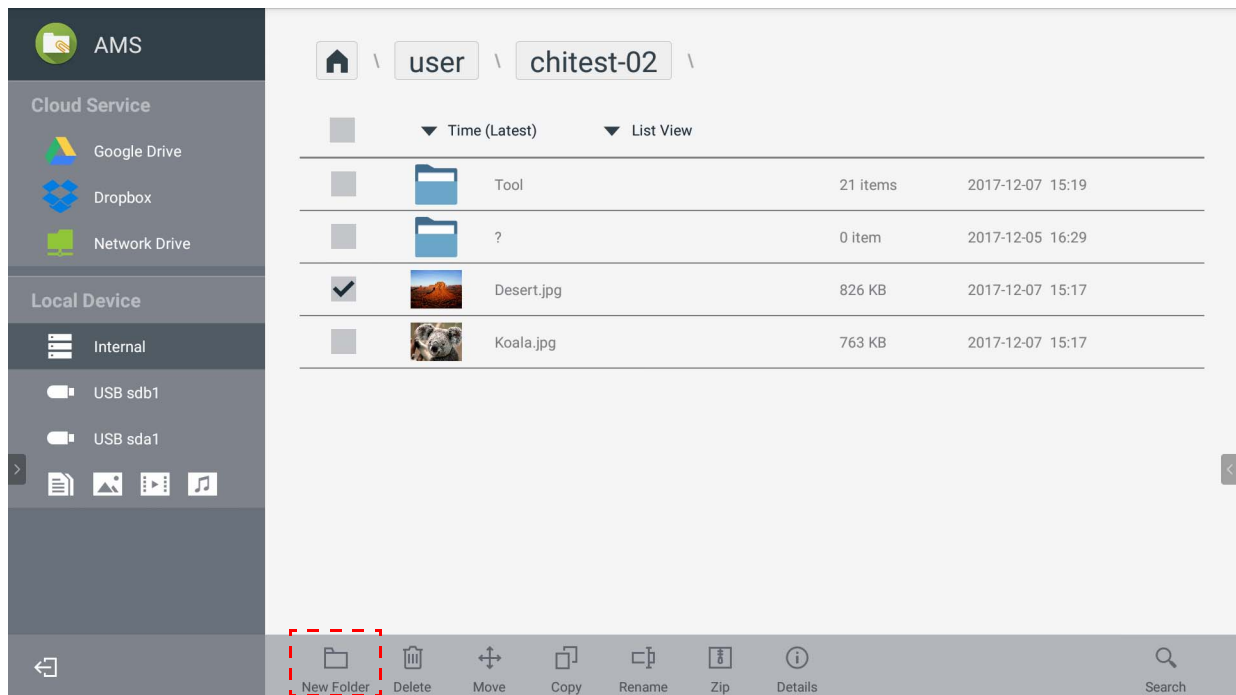 AMS
Cloud Service
Google Drive
Dropbox
Network Drive
Local Device
Internal
USB sdb1
USB sda1
\ user \ chitest-02 \
Time (Latest) List View
Tool 21 items 2017-12-07 15:19
? 0 item 2017-12-05 16:29
Desert.jpg 826 KB 2017-12-07 15:17
Koala.jpg 763 KB 2017-12-07 15:17
New Folder Delete Move Copy Rename Zip Details Search